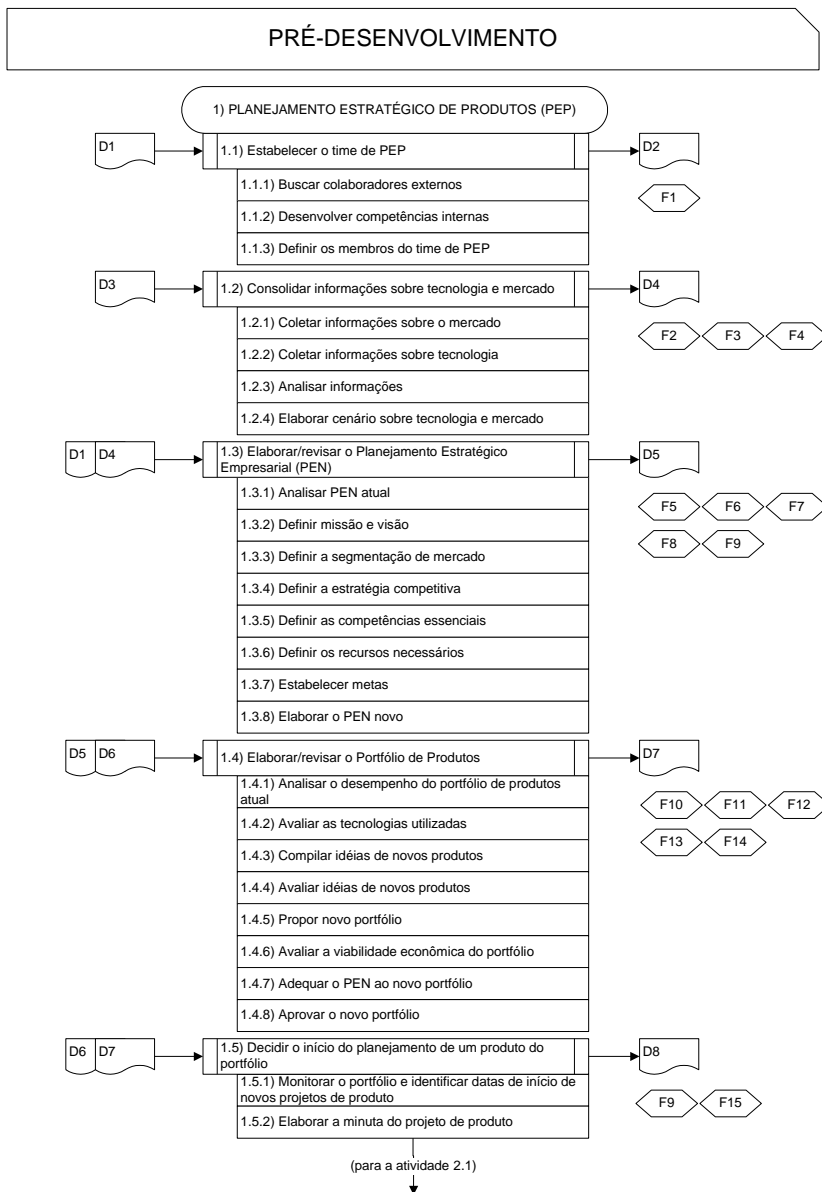 PRÉ-DESENVOLVIMENTO
1) PLANEJAMENTO ESTRATÉGICO DE PRODUTOS (PEP)
D1
1.1) Estabelecer o time de PEP
D2
1.1.1) Buscar colaboradores externos
F1
1.1.2) Desenvolver competências internas
1.1.3) Definir os membros do time de PEP
D3
1.2) Consolidar informações sobre tecnologia e mercado
D4
1.2.1) Coletar informações sobre o mercado
F2 F3 F4
1.2.2) Coletar informações sobre tecnologia
1.2.3) Analisar informações
1.2.4) Elaborar cenário sobre tecnologia e mercado
D1 D4
1.3) Elaborar/revisar o Planejamento Estratégico
Empresarial (PEN)
D5
1.3.1) Analisar PEN atual
F5 F6 F7
1.3.2) Definir missão e visão
F8 F9
1.3.3) Definir a segmentação de mercado
1.3.4) Definir a estratégia competitiva
1.3.5) Definir as competências essenciais
1.3.6) Definir os recursos necessários
1.3.7) Estabelecer metas
1.3.8) Elaborar o PEN novo
D5 D6
1.4) Elaborar/revisar o Portfólio de Produtos
D7
1.4.1) Analisar o desempenho do portfólio de produtos
atual
F10 F11 F12
1.4.2) Avaliar as tecnologias utilizadas
F13 F14
1.4.3) Compilar idéias de novos produtos
1.4.4) Avaliar idéias de novos produtos
1.4.5) Propor novo portfólio
1.4.6) Avaliar a viabilidade econômica do portfólio
1.4.7) Adequar o PEN ao novo portfólio
1.4.8) Aprovar o novo portfólio
D6 D7
1.5) Decidir o início do planejamento de um produto do
portfólio
D8
1.5.1) Monitorar o portfólio e identificar datas de início de
novos projetos de produto
F9 F15
1.5.2) Elaborar a minuta do projeto de produto
(para a atividade 2.1)